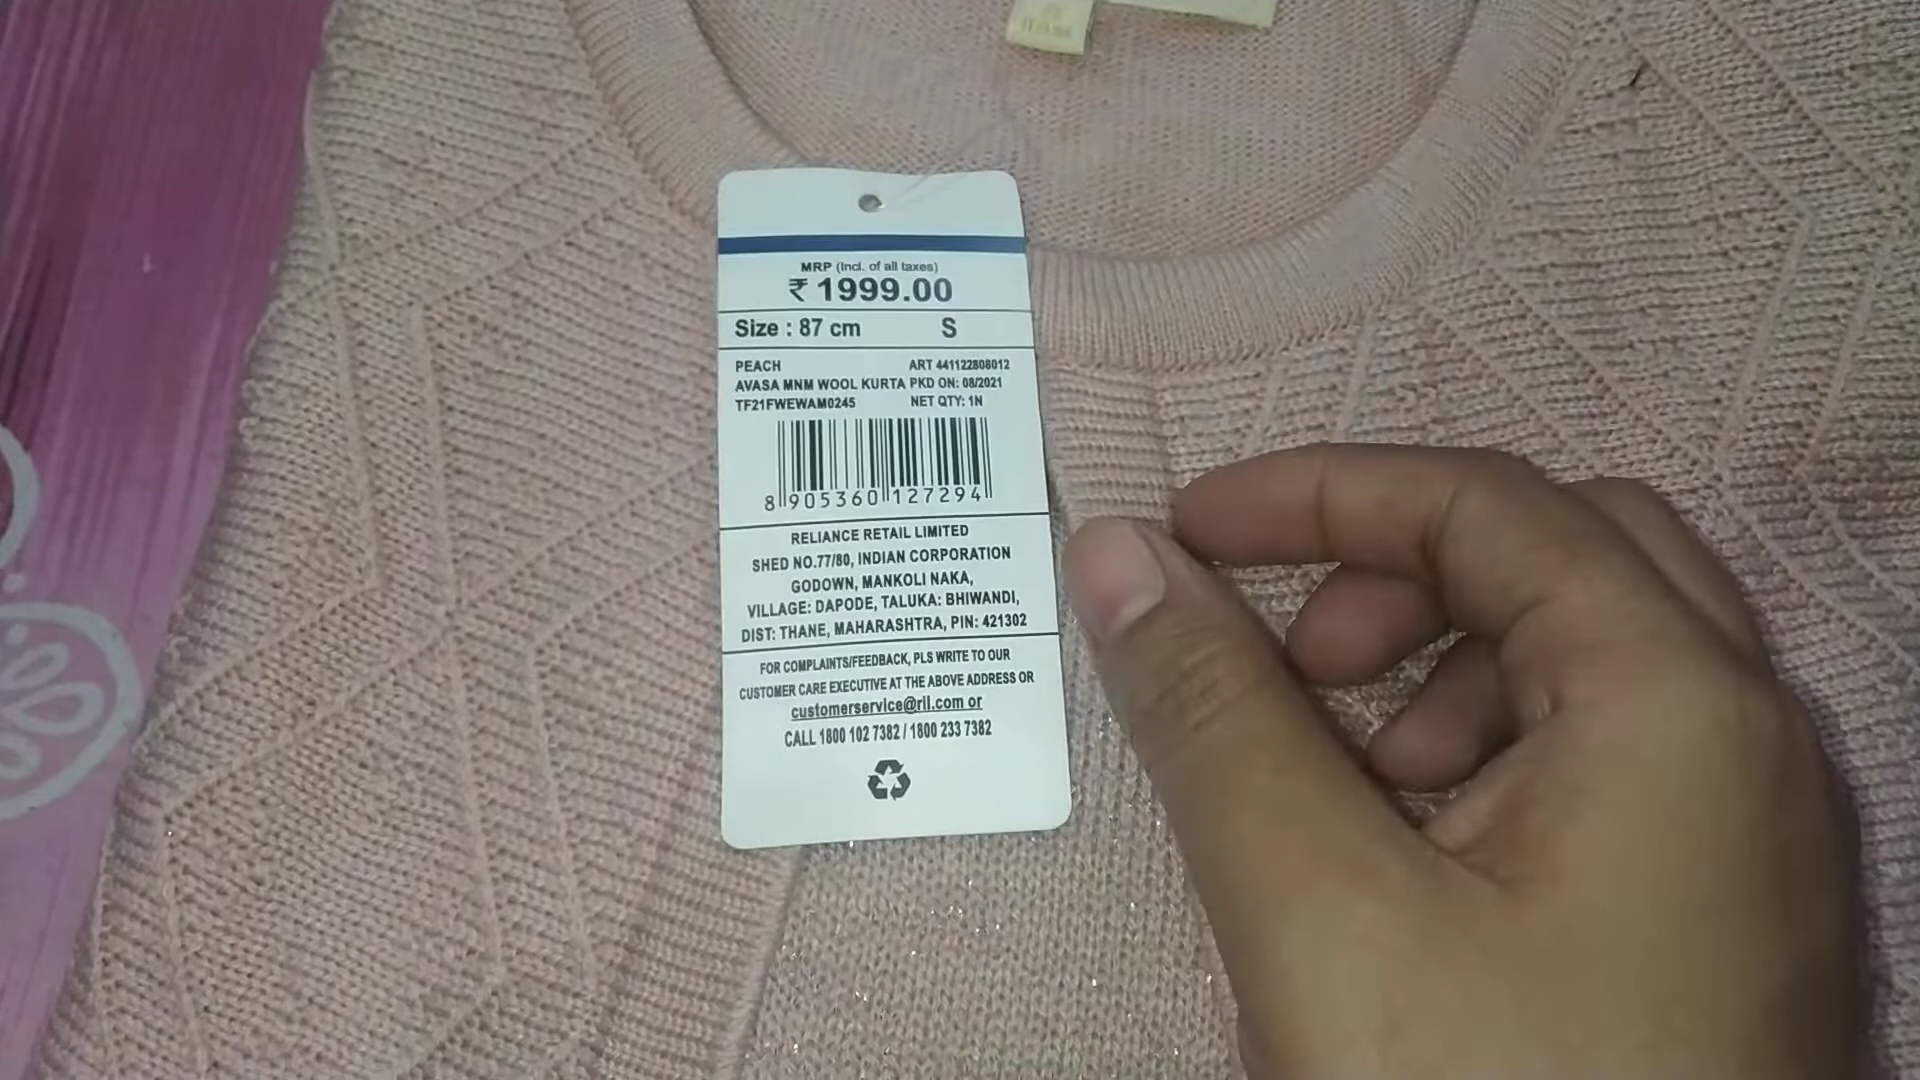 MRP (Incl. of all taxes)
₹ 1999.00
Size : 87 cm S
PEACH ART 441122808012
AVASA MNM WOOL KURTA PKD ON: 08/2021
TF21FWEWAM0245 NET QTY: 1N
8 905360 127294
RELIANCE RETAIL LIMITED
SHED NO.77/80, INDIAN CORPORATION
GODOWN, MANKOLI NAKA,
VILLAGE: DAPODE, TALUKA: BHIWANDI,
DIST: THANE, MAHARASHTRA, PIN: 421302
FOR COMPLAINTS/FEEDBACK, PLS WRITE TO OUR
CUSTOMER CARE EXECUTIVE AT THE ABOVE ADDRESS OR
customerservice@ril.com or
CALL 1800 102 7382 / 1800 233 7382